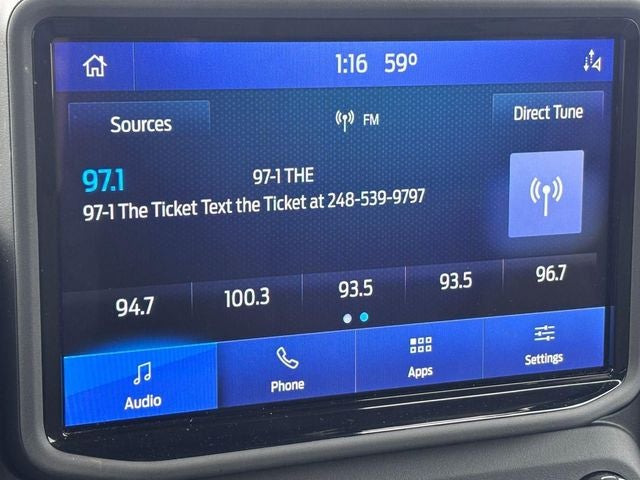 1:16 59º
Sources
FM
Direct Tune
97.1
97-1 THE
97-1 The Ticket Text the Ticket at 248-539-9797
94.7 100.3 93.5 93.5 96.7
Audio
Phone
Apps
Settings